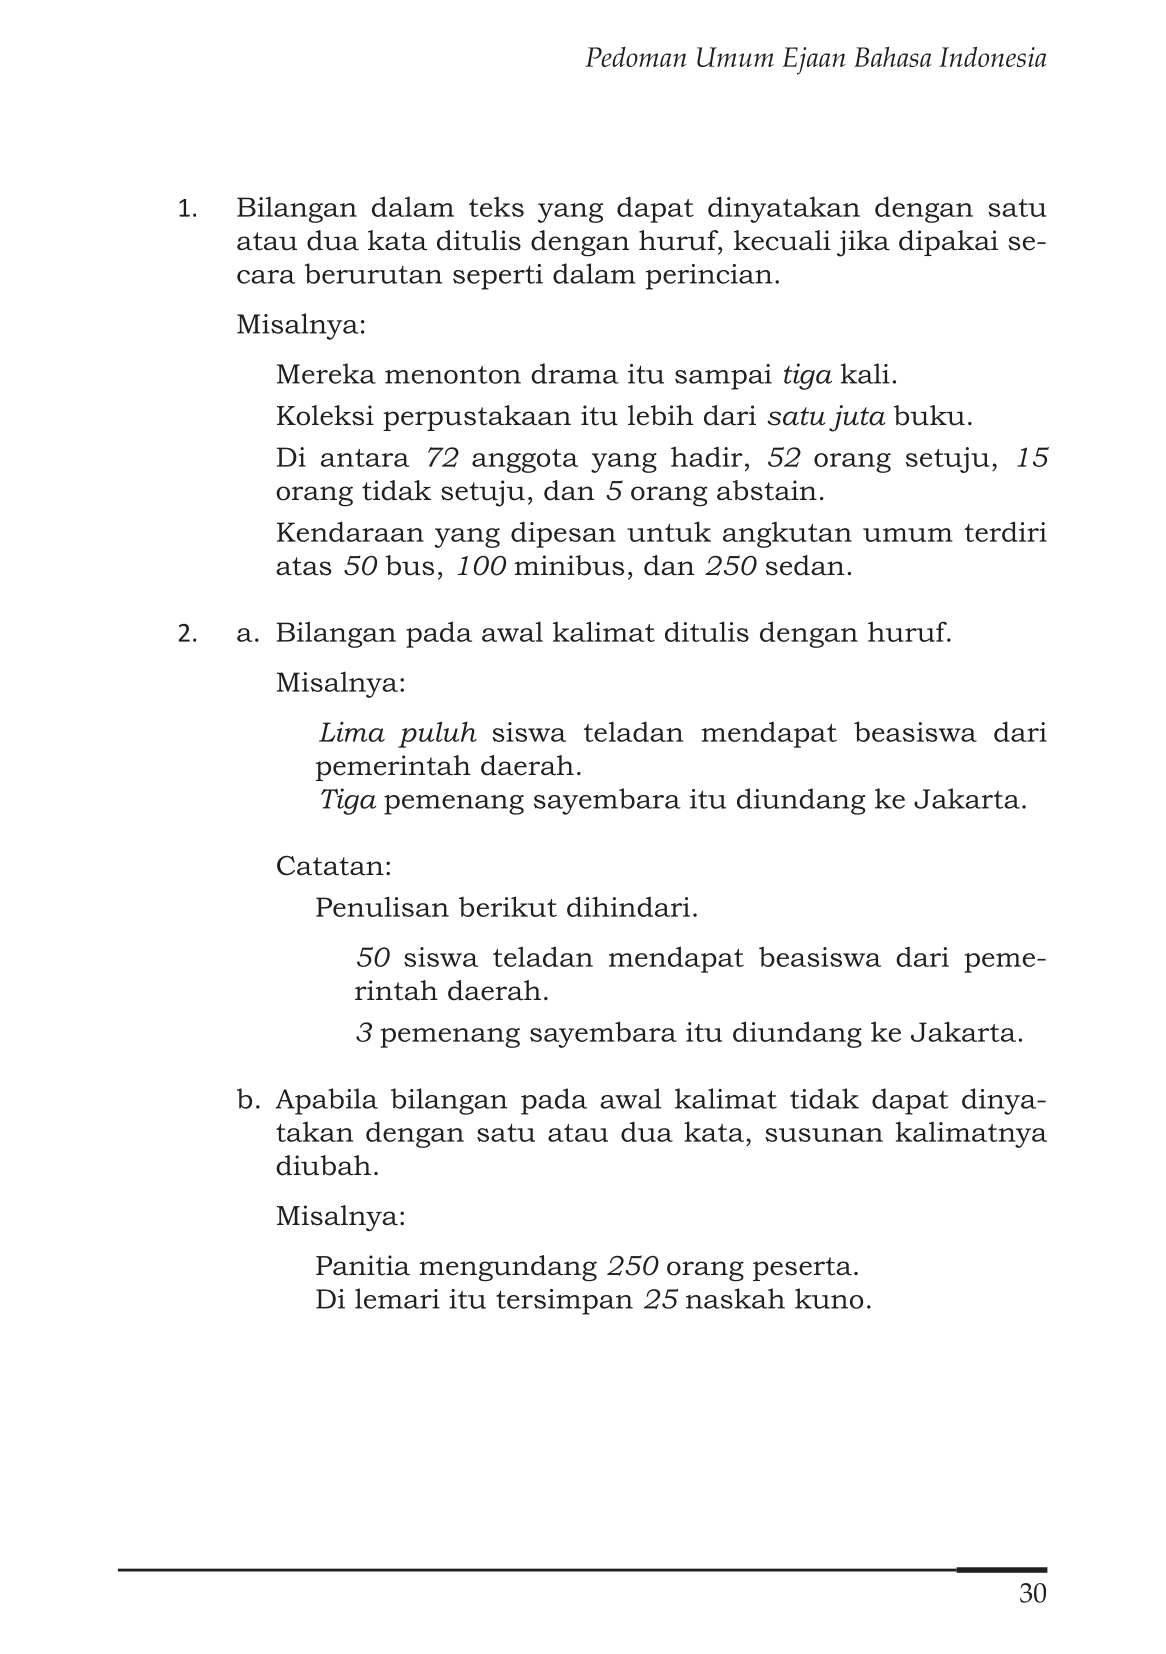 Pedoman Umum Ejaan Bahasa Indonesia
1. Bilangan dalam teks yang dapat dinyatakan dengan satu
atau dua kata ditulis dengan huruf, kecuali jika dipakai se-
cara berurutan seperti dalam perincian.
Misalnya:
Mereka menonton drama itu sampai tiga kali.
Koleksi perpustakaan itu lebih dari satu juta buku.
Di antara 72 anggota yang hadir, 52 orang setuju, 15
orang tidak setuju, dan 5 orang abstain.
Kendaraan yang dipesan untuk angkutan umum terdiri
atas 50 bus, 100 minibus, dan 250 sedan.
2. a. Bilangan pada awal kalimat ditulis dengan huruf.
Misalnya:
Lima puluh siswa teladan mendapat beasiswa dari
pemerintah daerah.
Tiga pemenang sayembara itu diundang ke Jakarta.
Catatan:
Penulisan berikut dihindari.
50 siswa teladan mendapat beasiswa dari peme-
rintah daerah.
3 pemenang sayembara itu diundang ke Jakarta.
b. Apabila bilangan pada awal kalimat tidak dapat dinya-
takan dengan satu atau dua kata, susunan kalimatnya
diubah.
Misalnya:
Panitia mengundang 250 orang peserta.
Di lemari itu tersimpan 25 naskah kuno.
30